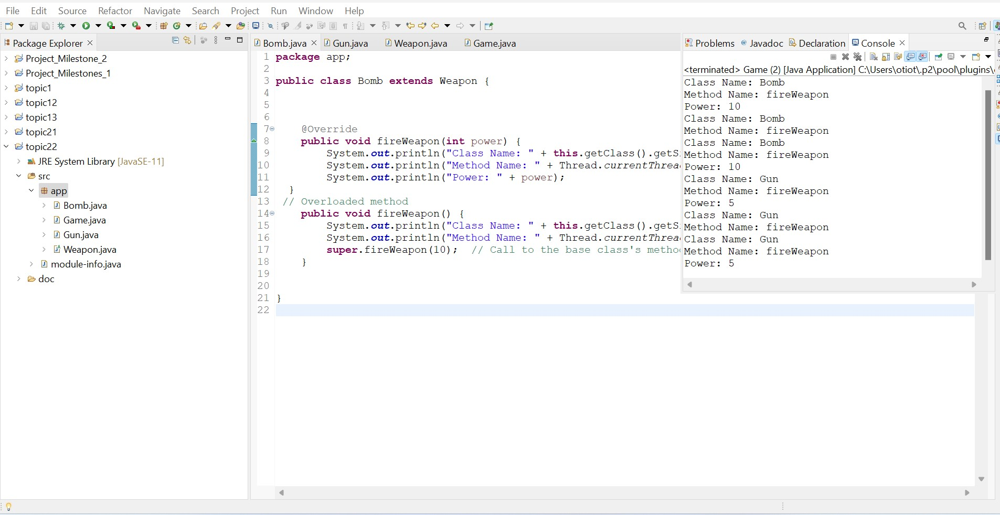 File Edit Source Refactor Navigate Search Project Run Window Help
Package Explorer
Project_Milestone_2
Project_Milestones_1
topic1
topic12
topic13
topic21
topic22
JRE System Library [JavaSE-11]
src
app
Bomb.java
Game.java
Gun.java
Weapon.java
module-info.java
doc
Bomb.java Gun.java Weapon.java Game.java
1 package app;
2
3 public class Bomb extends Weapon {
4
5
6
7 @Override
8 public void fireWeapon(int power) {
9 System.out.println("Class Name: " + this.getClass().getS
10 System.out.println("Method Name: " + Thread.currentThrea
11 System.out.println("Power: " + power);
12 }
13 // Overloaded method
14 public void fireWeapon() {
15 System.out.println("Class Name: " + this.getClass().getS
16 System.out.println("Method Name: " + Thread.currentThrea
17 super.fireWeapon(10); // Call to the base class's metho
18 }
19
20
21 }
22
Problems Javadoc Declaration Console
<terminated> Game (2) [Java Application] C:\Users\otiot\.p2\pool\plugins\
Class Name: Bomb
Method Name: fireWeapon
Power: 10
Class Name: Bomb
Method Name: fireWeapon
Class Name: Bomb
Method Name: fireWeapon
Power: 10
Class Name: Gun
Method Name: fireWeapon
Power: 5
Class Name: Gun
Method Name: fireWeapon
Class Name: Gun
Method Name: fireWeapon
Power: 5